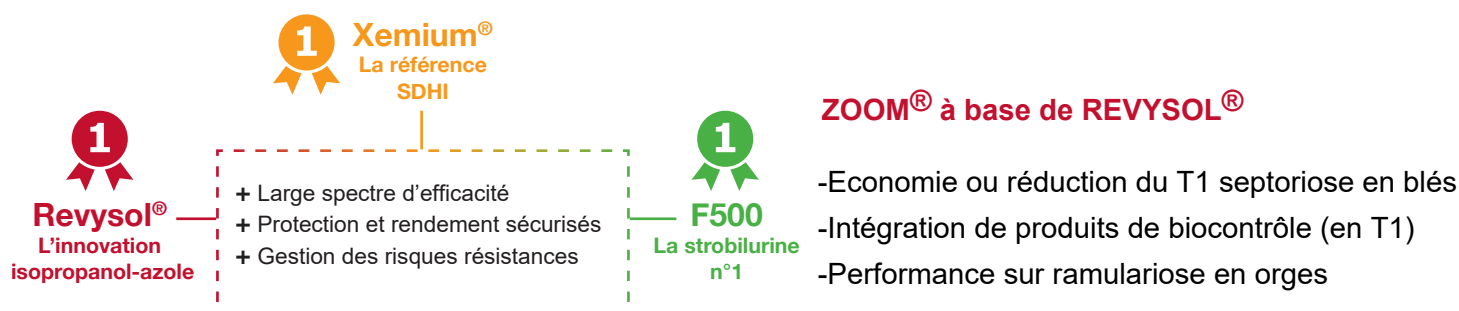 1
Xemium®
La référence
SDHI
1
Revysol®
L'innovation
isopropanol-azole
+ Large spectre d'efficacité
+ Protection et rendement sécurisés
+ Gestion des risques résistances
1
F500
La strobilurine
n°1
ZOOM® à base de REVYSOL®
-Economie ou réduction du T1 septoriose en blés
-Intégration de produits de biocontrôle (en T1)
-Performance sur ramulariose en orges